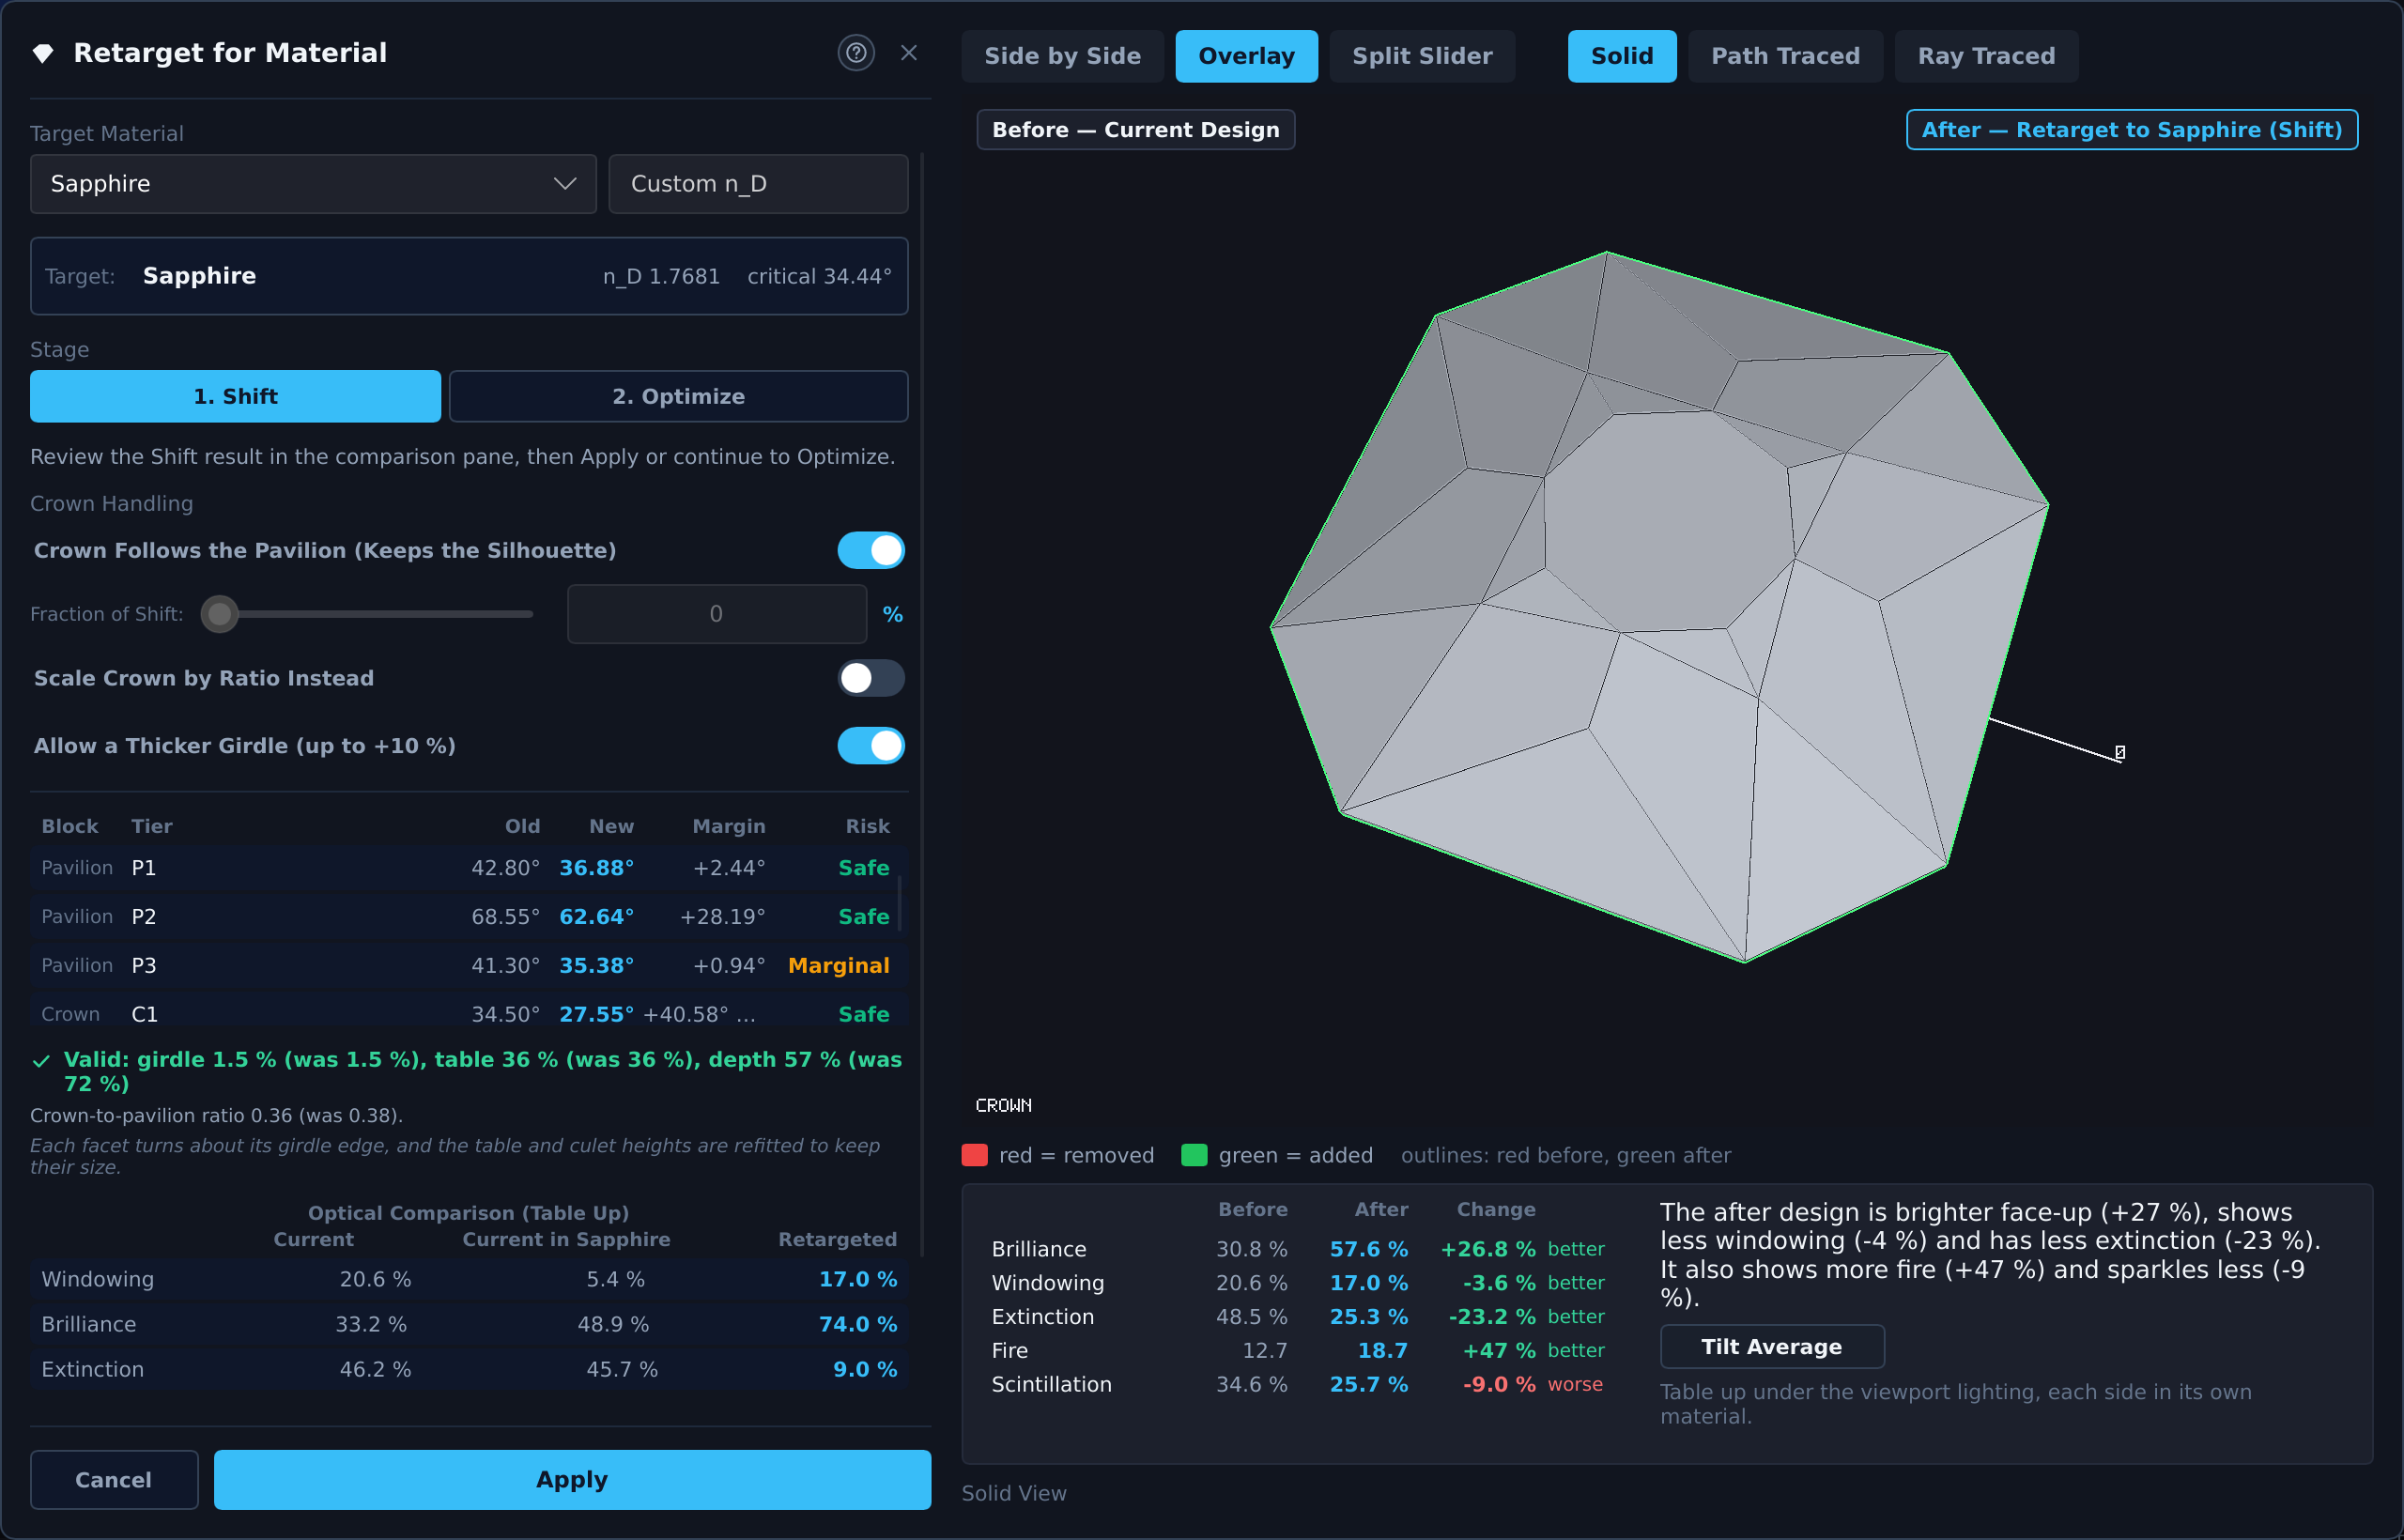 Retarget for Material
Target Material
Sapphire
Custom n_D
Target: Sapphire n_D 1.7681 critical 34.44°
Stage
1. Shift
2. Optimize
Review the Shift result in the comparison pane, then Apply or continue to Optimize.
Crown Handling
Crown Follows the Pavilion (Keeps the Silhouette)
Fraction of Shift: 0 %
Scale Crown by Ratio Instead
Allow a Thicker Girdle (up to +10 %)
Block Tier Old New Margin Risk
Pavilion P1 42.80° 36.88° +2.44° Safe
Pavilion P2 68.55° 62.64° +28.19° Safe
Pavilion P3 41.30° 35.38° +0.94° Marginal
Crown C1 34.50° 27.55° +40.58° ... Safe
Valid: girdle 1.5 % (was 1.5 %), table 36 % (was 36 %), depth 57 % (was
72 %)
Crown-to-pavilion ratio 0.36 (was 0.38).
Each facet turns about its girdle edge, and the table and culet heights are refitted to keep
their size.
Optical Comparison (Table Up)
Current Current in Sapphire Retargeted
Windowing 20.6 % 5.4 % 17.0 %
Brilliance 33.2 % 48.9 % 74.0 %
Extinction 46.2 % 45.7 % 9.0 %
Cancel
Apply
Side by Side
Overlay
Split Slider
Solid
Path Traced
Ray Traced
Before — Current Design
After — Retarget to Sapphire (Shift)
0
CROWN
red = removed green = added outlines: red before, green after
Before After Change
Brilliance 30.8 % 57.6 % +26.8 % better
Windowing 20.6 % 17.0 % -3.6 % better
Extinction 48.5 % 25.3 % -23.2 % better
Fire 12.7 18.7 +47 % better
Scintillation 34.6 % 25.7 % -9.0 % worse
The after design is brighter face-up (+27 %), shows
less windowing (-4 %) and has less extinction (-23 %).
It also shows more fire (+47 %) and sparkles less (-9
%).
Tilt Average
Table up under the viewport lighting, each side in its own
material.
Solid View